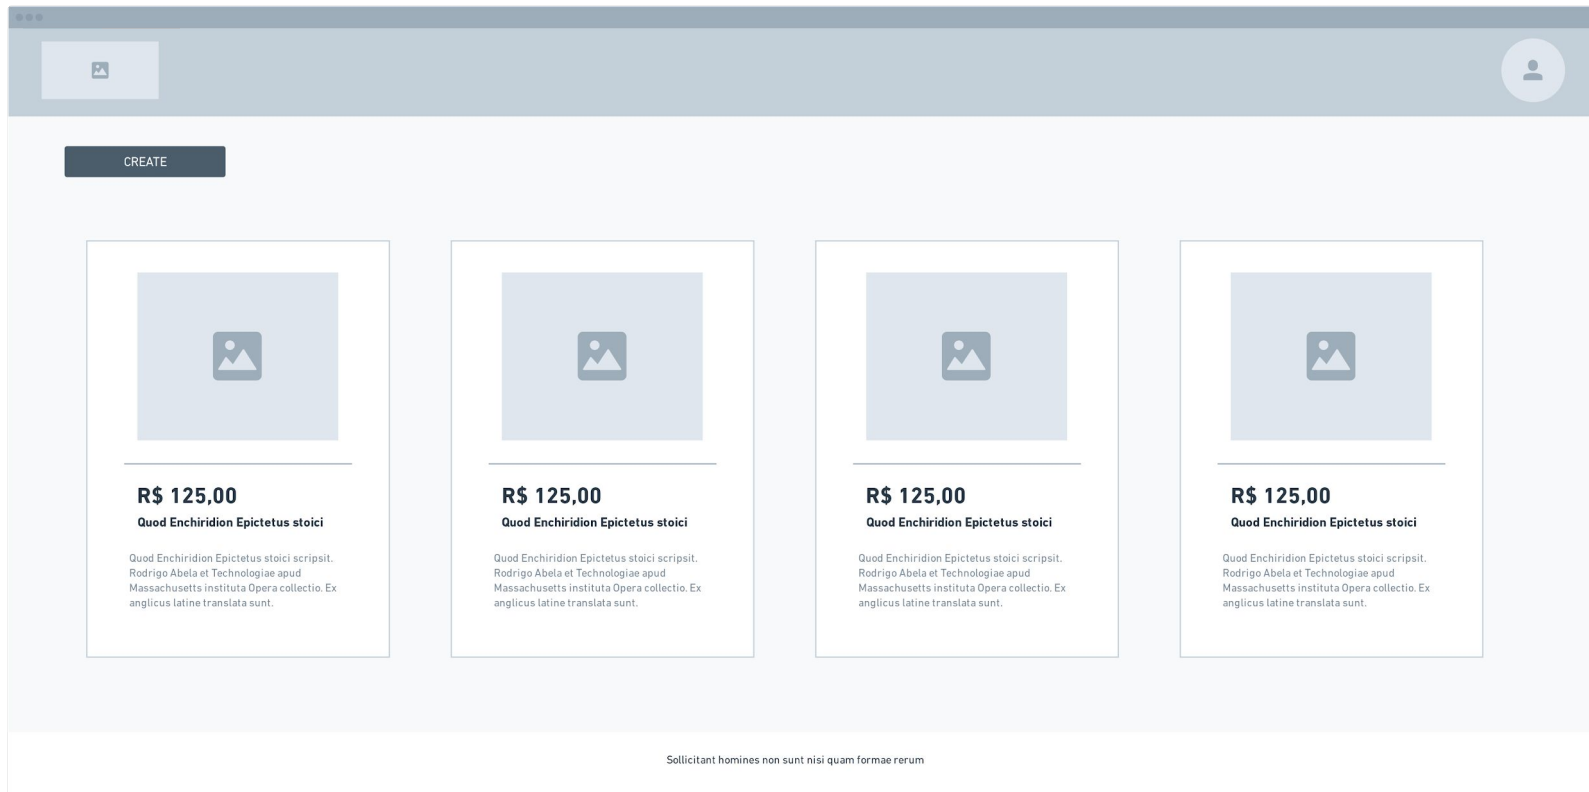 CREATE
R$ 125,00
Quod Enchiridion Epictetus stoici
Quod Enchiridion Epictetus stoici scripsit.
Rodrigo Abela et Technologiae apud
Massachusetts instituta Opera collectio. Ex
anglicus latine translata sunt.
R$ 125,00
Quod Enchiridion Epictetus stoici
Quod Enchiridion Epictetus stoici scripsit.
Rodrigo Abela et Technologiae apud
Massachusetts instituta Opera collectio. Ex
anglicus latine translata sunt.
R$ 125,00
Quod Enchiridion Epictetus stoici
Quod Enchiridion Epictetus stoici scripsit.
Rodrigo Abela et Technologiae apud
Massachusetts instituta Opera collectio. Ex
anglicus latine translata sunt.
R$ 125,00
Quod Enchiridion Epictetus stoici
Quod Enchiridion Epictetus stoici scripsit.
Rodrigo Abela et Technologiae apud
Massachusetts instituta Opera collectio. Ex
anglicus latine translata sunt.
Sollicitant homines non sunt nisi quam formae rerum